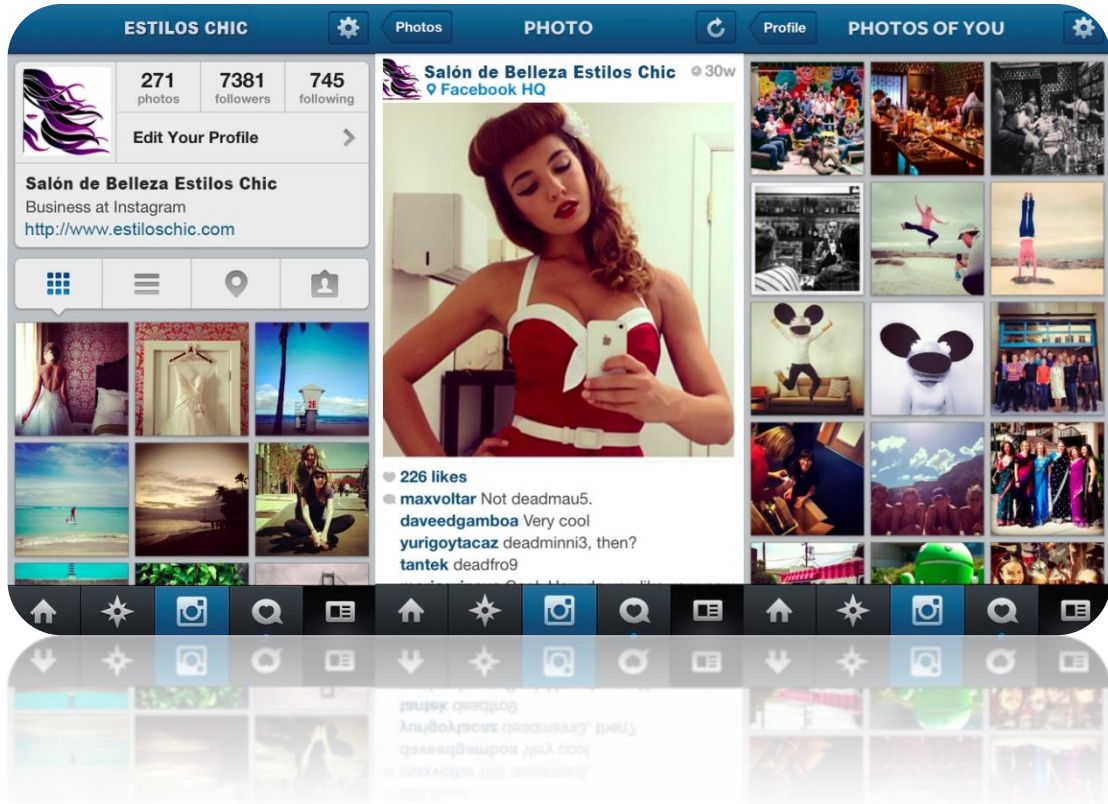 ESTILOS CHIC
271
photos
7381
followers
745
following
Edit Your Profile
Salón de Belleza Estilos Chic
Business at Instagram
http://www.estiloschic.com
2E
Photos
PHOTO
Salón de Belleza Estilos Chic
30w
Facebook HQ
226 likes
maxvoltar Not deadmau5.
daveedgamboa Very cool
yurigoytacaz deadminni3, then?
tantek deadfro9
Profile
PHOTOS OF YOU